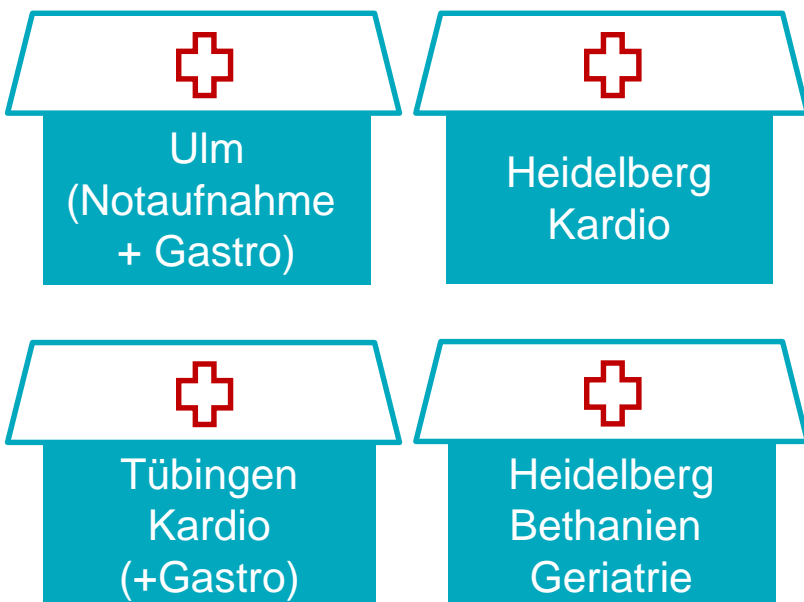 Ulm
(Notaufnahme
+ Gastro)
Heidelberg
Kardio
Tübingen
Kardio
(+Gastro)
Heidelberg
Bethanien
Geriatrie